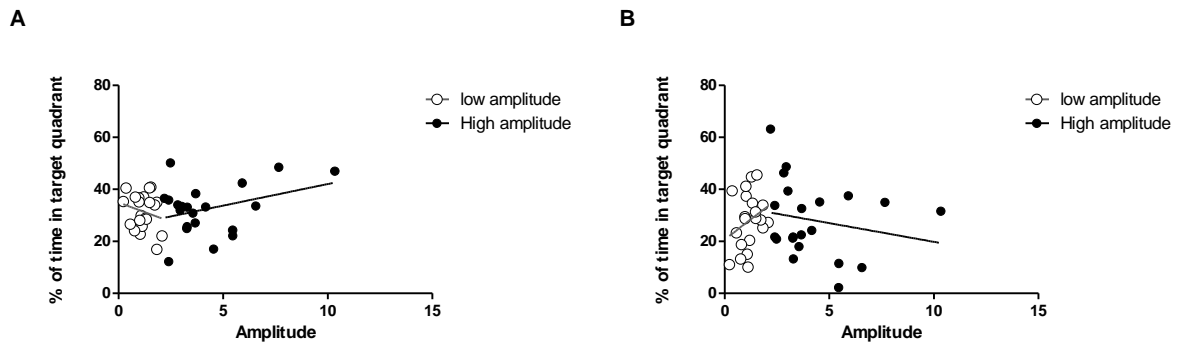 A
% of time in target quadrant
80
60
40
20
0
0 5 10 15
Amplitude
low amplitude
High amplitude
B
% of time in target quadrant
80
60
40
20
0
0 5 10 15
Amplitude
low amplitude
High amplitude